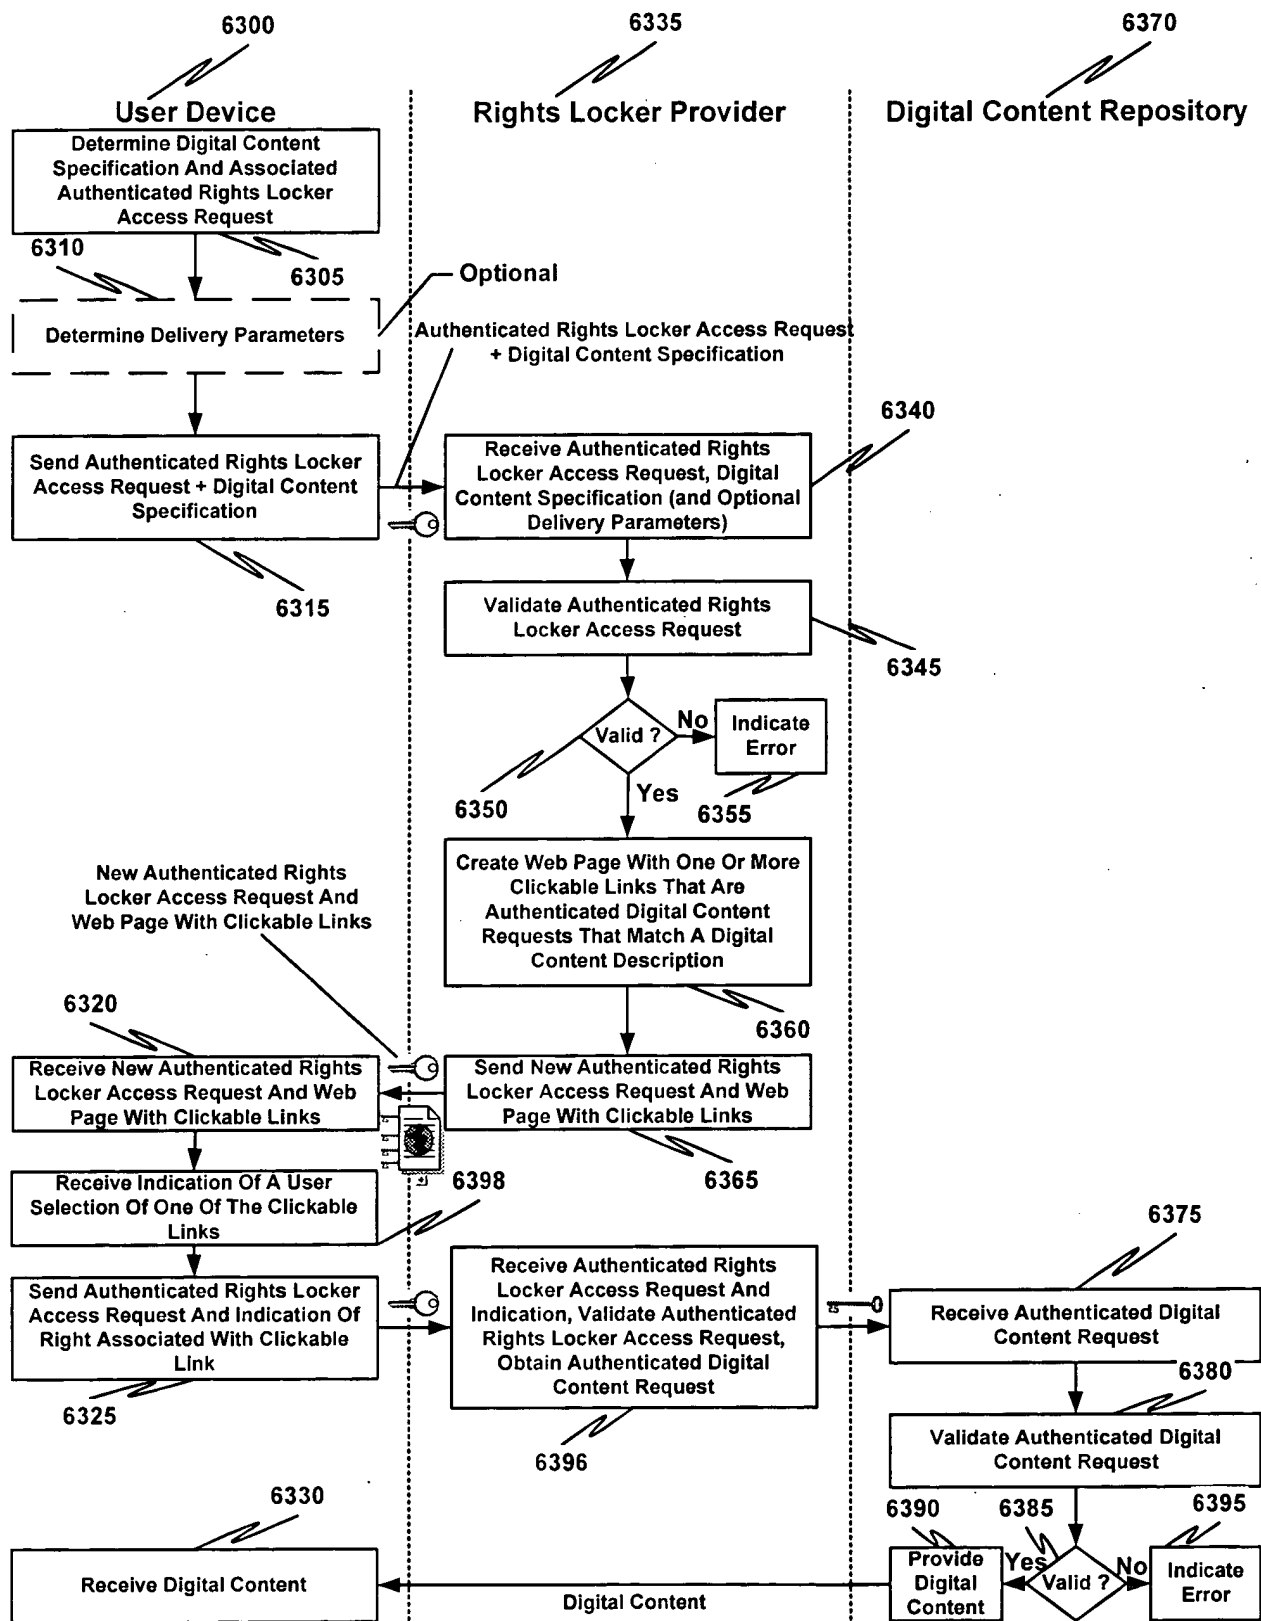 6300
6335
6370
User Device
Rights Locker Provider
Digital Content Repository
Determine Digital Content
Specification And Associated
Authenticated Rights Locker
Access Request
6310
6305
Optional
Determine Delivery Parameters
Authenticated Rights Locker Access Request
+ Digital Content Specification
6340
Send Authenticated Rights Locker
Access Request + Digital Content
Specification
Receive Authenticated Rights
Locker Access Request, Digital
Content Specification (and Optional
Delivery Parameters)
6315
Validate Authenticated Rights
Locker Access Request
6345
Valid ?
No
Indicate
Error
6350
Yes
6355
Create Web Page With One Or More
Clickable Links That Are
Authenticated Digital Content
Requests That Match A Digital
Content Description
New Authenticated Rights
Locker Access Request And
Web Page With Clickable Links
6320
6360
Receive New Authenticated Rights
Locker Access Request And Web
Page With Clickable Links
Send New Authenticated Rights
Locker Access Request And Web
Page With Clickable Links
6365
Receive Indication Of A User
Selection Of One Of The Clickable
Links
6398
6375
Send Authenticated Rights Locker
Access Request And Indication Of
Right Associated With Clickable
Link
Receive Authenticated Rights
Locker Access Request And
Indication, Validate Authenticated
Rights Locker Access Request,
Obtain Authenticated Digital
Content Request
Receive Authenticated Digital
Content Request
6325
6380
6396
Validate Authenticated Digital
Content Request
6330
6390
6385
6395
Receive Digital Content
Digital Content
Provide
Digital
Content
Yes
Valid ?
No
Indicate
Error